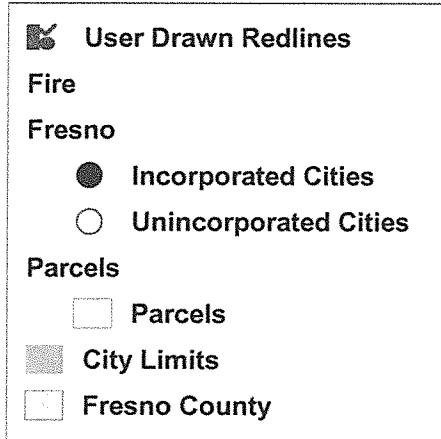 User Drawn Redlines
Fire
Fresno
Incorporated Cities
Unincorporated Cities
Parcels
Parcels
City Limits
Fresno County